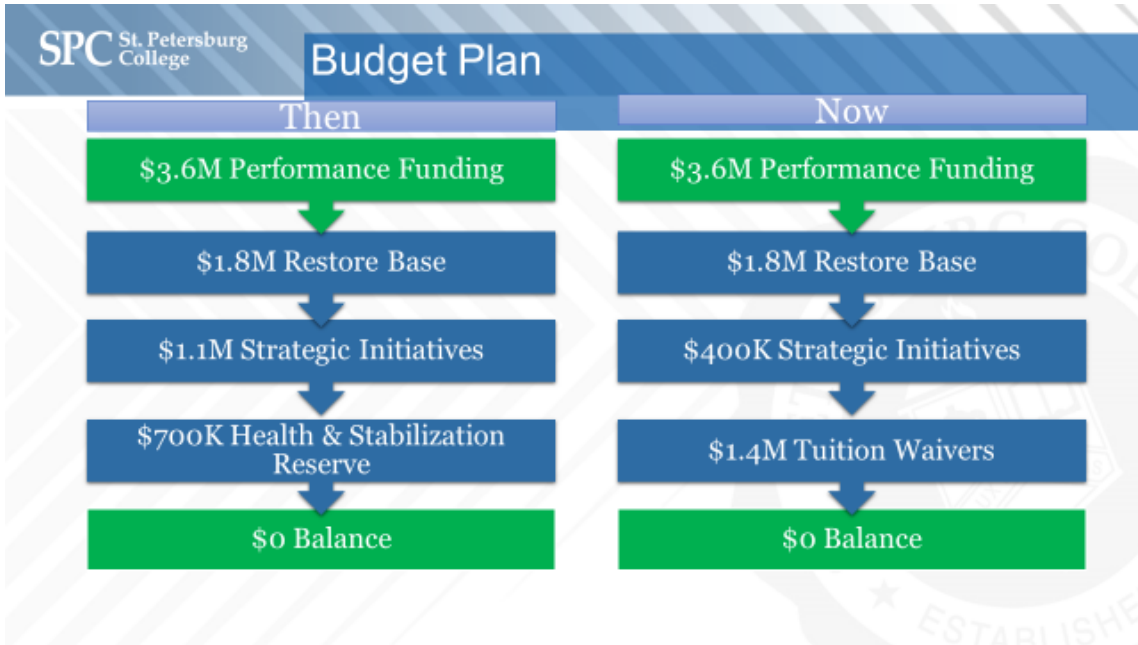 SPC St. Petersburg
College
Budget Plan
Then
$3.6M Performance Funding
$1.8M Restore Base
$1.1M Strategic Initiatives
$700K Health & Stabilization
Reserve
$0 Balance
Now
$3.6M Performance Funding
$1.8M Restore Base
$400K Strategic Initiatives
$1.4M Tuition Waivers
$0 Balance